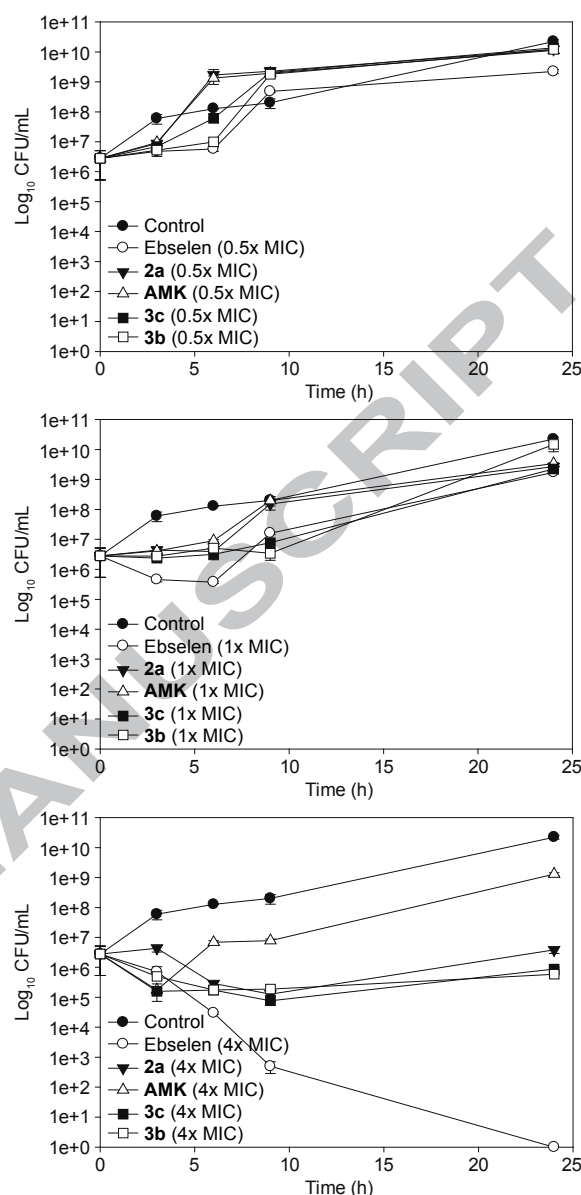 1e+11
1e+10
1e+9
1e+8
1e+7
1e+6
1e+5
1e+4
1e+3
1e+2
1e+1
1e+0
Log₁₀ CFU/mL
Control
Ebselen (0.5x MIC)
2a (0.5x MIC)
AMK (0.5x MIC)
3c (0.5x MIC)
3b (0.5x MIC)
0 5 10 15 20 25
Time (h)
1e+11
1e+10
1e+9
1e+8
1e+7
1e+6
1e+5
1e+4
1e+3
1e+2
1e+1
1e+0
Log₁₀ CFU/mL
Control
Ebselen (1x MIC)
2a (1x MIC)
AMK (1x MIC)
3c (1x MIC)
3b (1x MIC)
0 5 10 15 20 25
Time (h)
1e+11
1e+10
1e+9
1e+8
1e+7
1e+6
1e+5
1e+4
1e+3
1e+2
1e+1
1e+0
Log₁₀ CFU/mL
Control
Ebselen (4x MIC)
2a (4x MIC)
AMK (4x MIC)
3c (4x MIC)
3b (4x MIC)
0 5 10 15 20 25
Time (h)
ANUSCRIPT